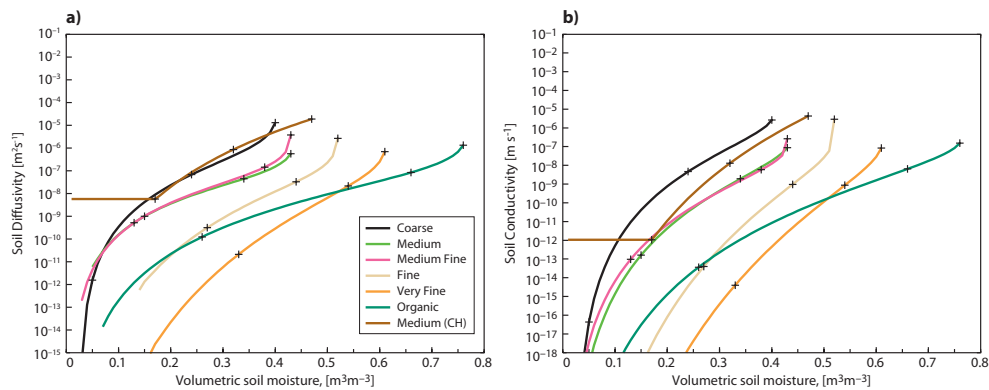 a)
10⁻¹
10⁻²
10⁻³
10⁻⁴
10⁻⁵
10⁻⁶
10⁻⁷
10⁻⁸
10⁻⁹
10⁻¹⁰
10⁻¹¹
10⁻¹²
10⁻¹³
10⁻¹⁴
10⁻¹⁵
Soil Diffusivity [m²s⁻¹]
0 0.1 0.2 0.3 0.4 0.5 0.6 0.7 0.8
Volumetric soil moisture, [m³m−³]
Coarse
Medium
Medium Fine
Fine
Very Fine
Organic
Medium (CH)
b)
10⁻¹
10⁻²
10⁻³
10⁻⁴
10⁻⁵
10⁻⁶
10⁻⁷
10⁻⁸
10⁻⁹
10⁻¹⁰
10⁻¹¹
10⁻¹²
10⁻¹³
10⁻¹⁴
10⁻¹⁵
10⁻¹⁶
10⁻¹⁷
10⁻¹⁸
Soil Conductivity [m s⁻¹]
0 0.1 0.2 0.3 0.4 0.5 0.6 0.7 0.8
Volumetric soil moisture, [m³m−³]